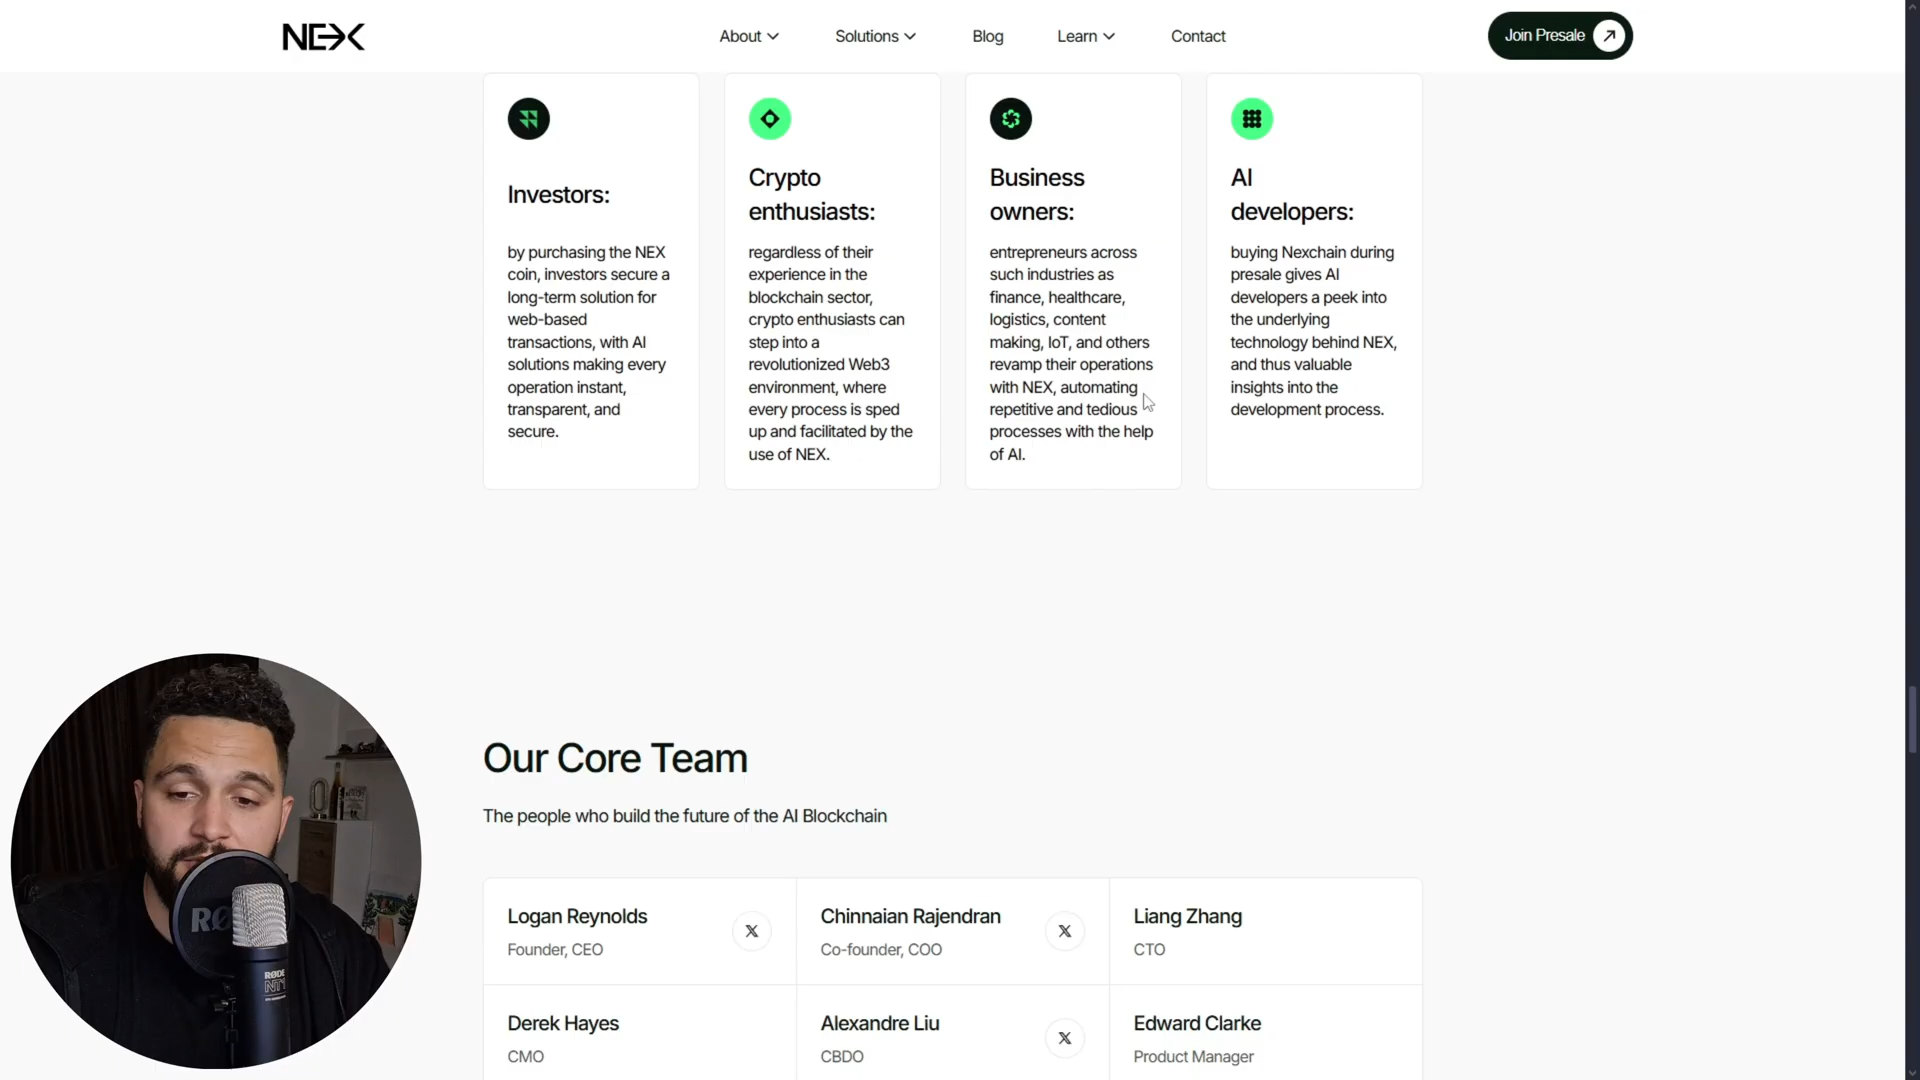 NEX
About
Solutions
Blog
Learn
Contact
Join Presale
Investors:
by purchasing the NEX
coin, investors secure a
long-term solution for
web-based
transactions, with AI
solutions making every
operation instant,
transparent, and
secure.
Crypto
enthusiasts:
regardless of their
experience in the
blockchain sector,
crypto enthusiasts can
step into a
revolutionized Web3
environment, where
every process is sped
up and facilitated by the
use of NEX.
Business
owners:
entrepreneurs across
such industries as
finance, healthcare,
logistics, content
making, IoT, and others
revamp their operations
with NEX, automating
repetitive and tedious
processes with the help
of AI.
AI
developers:
buying Nexchain during
presale gives AI
developers a peek into
the underlying
technology behind NEX,
and thus valuable
insights into the
development process.
Our Core Team
The people who build the future of the AI Blockchain
Logan Reynolds
Founder, CEO
Chinnaian Rajendran
Co-founder, COO
Liang Zhang
CTO
Derek Hayes
CMO
Alexandre Liu
CBDO
Edward Clarke
Product Manager
RØ
RØDE
NT1